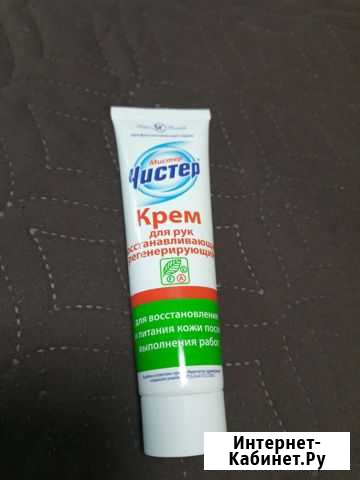 Мистер
Чистер
Крем
для рук
восстанавливающий
регенерирующий
F A
для восстановления
и питания кожи после
выполнения работ
Интернет-
Кабинет.Ру